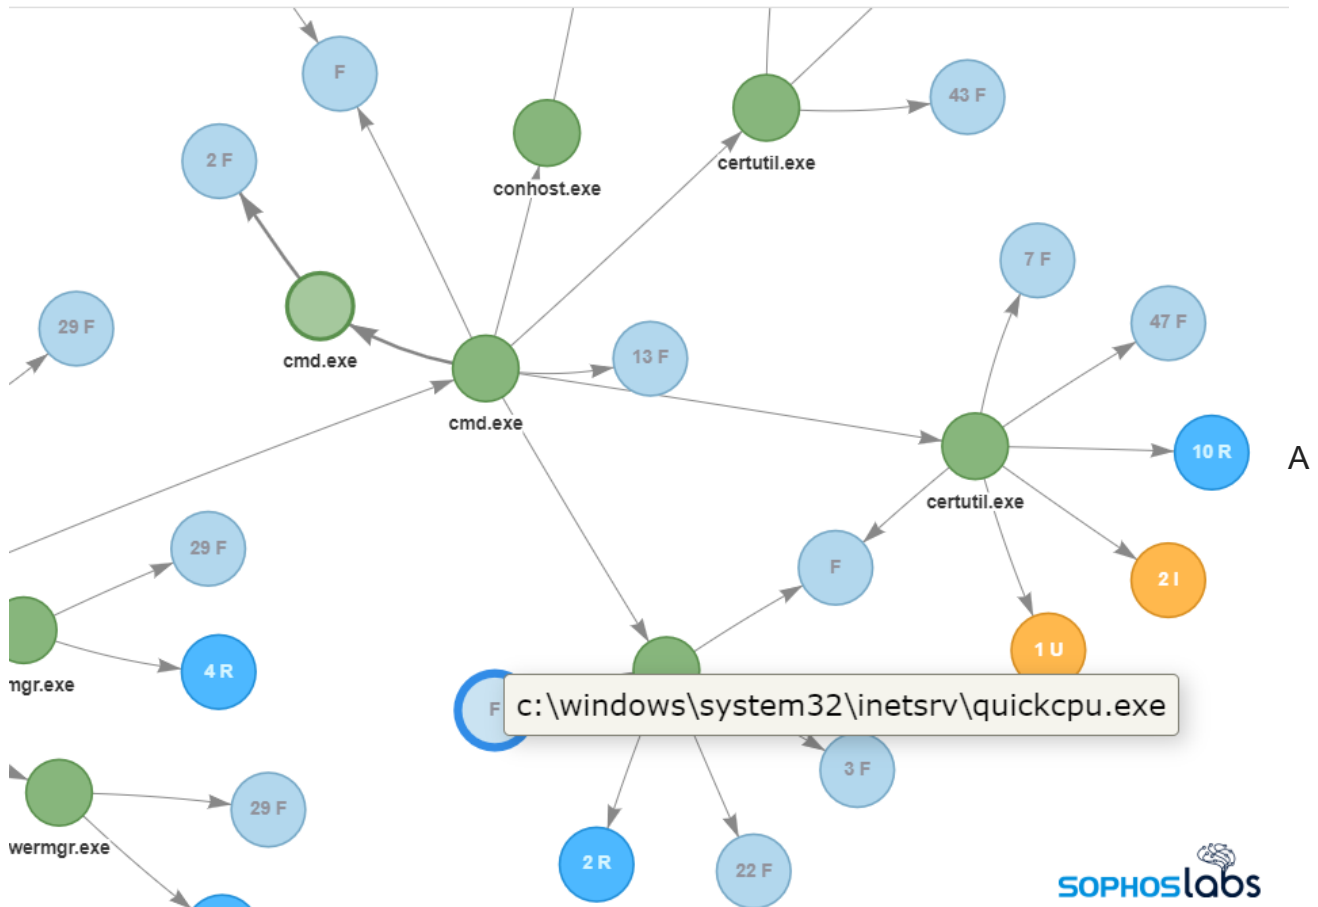 F
43 F
2 F
conhost.exe
certutil.exe
7 F
29 F
47 F
cmd.exe
13 F
cmd.exe
10 R
A
certutil.exe
29 F
F
2 I
1 U
4 R
mgr.exe
F
c:\windows\system32\inetsrv\quickcpu.exe
3 F
29 F
wermgr.exe
2 R
22 F
SOPHOSlabs